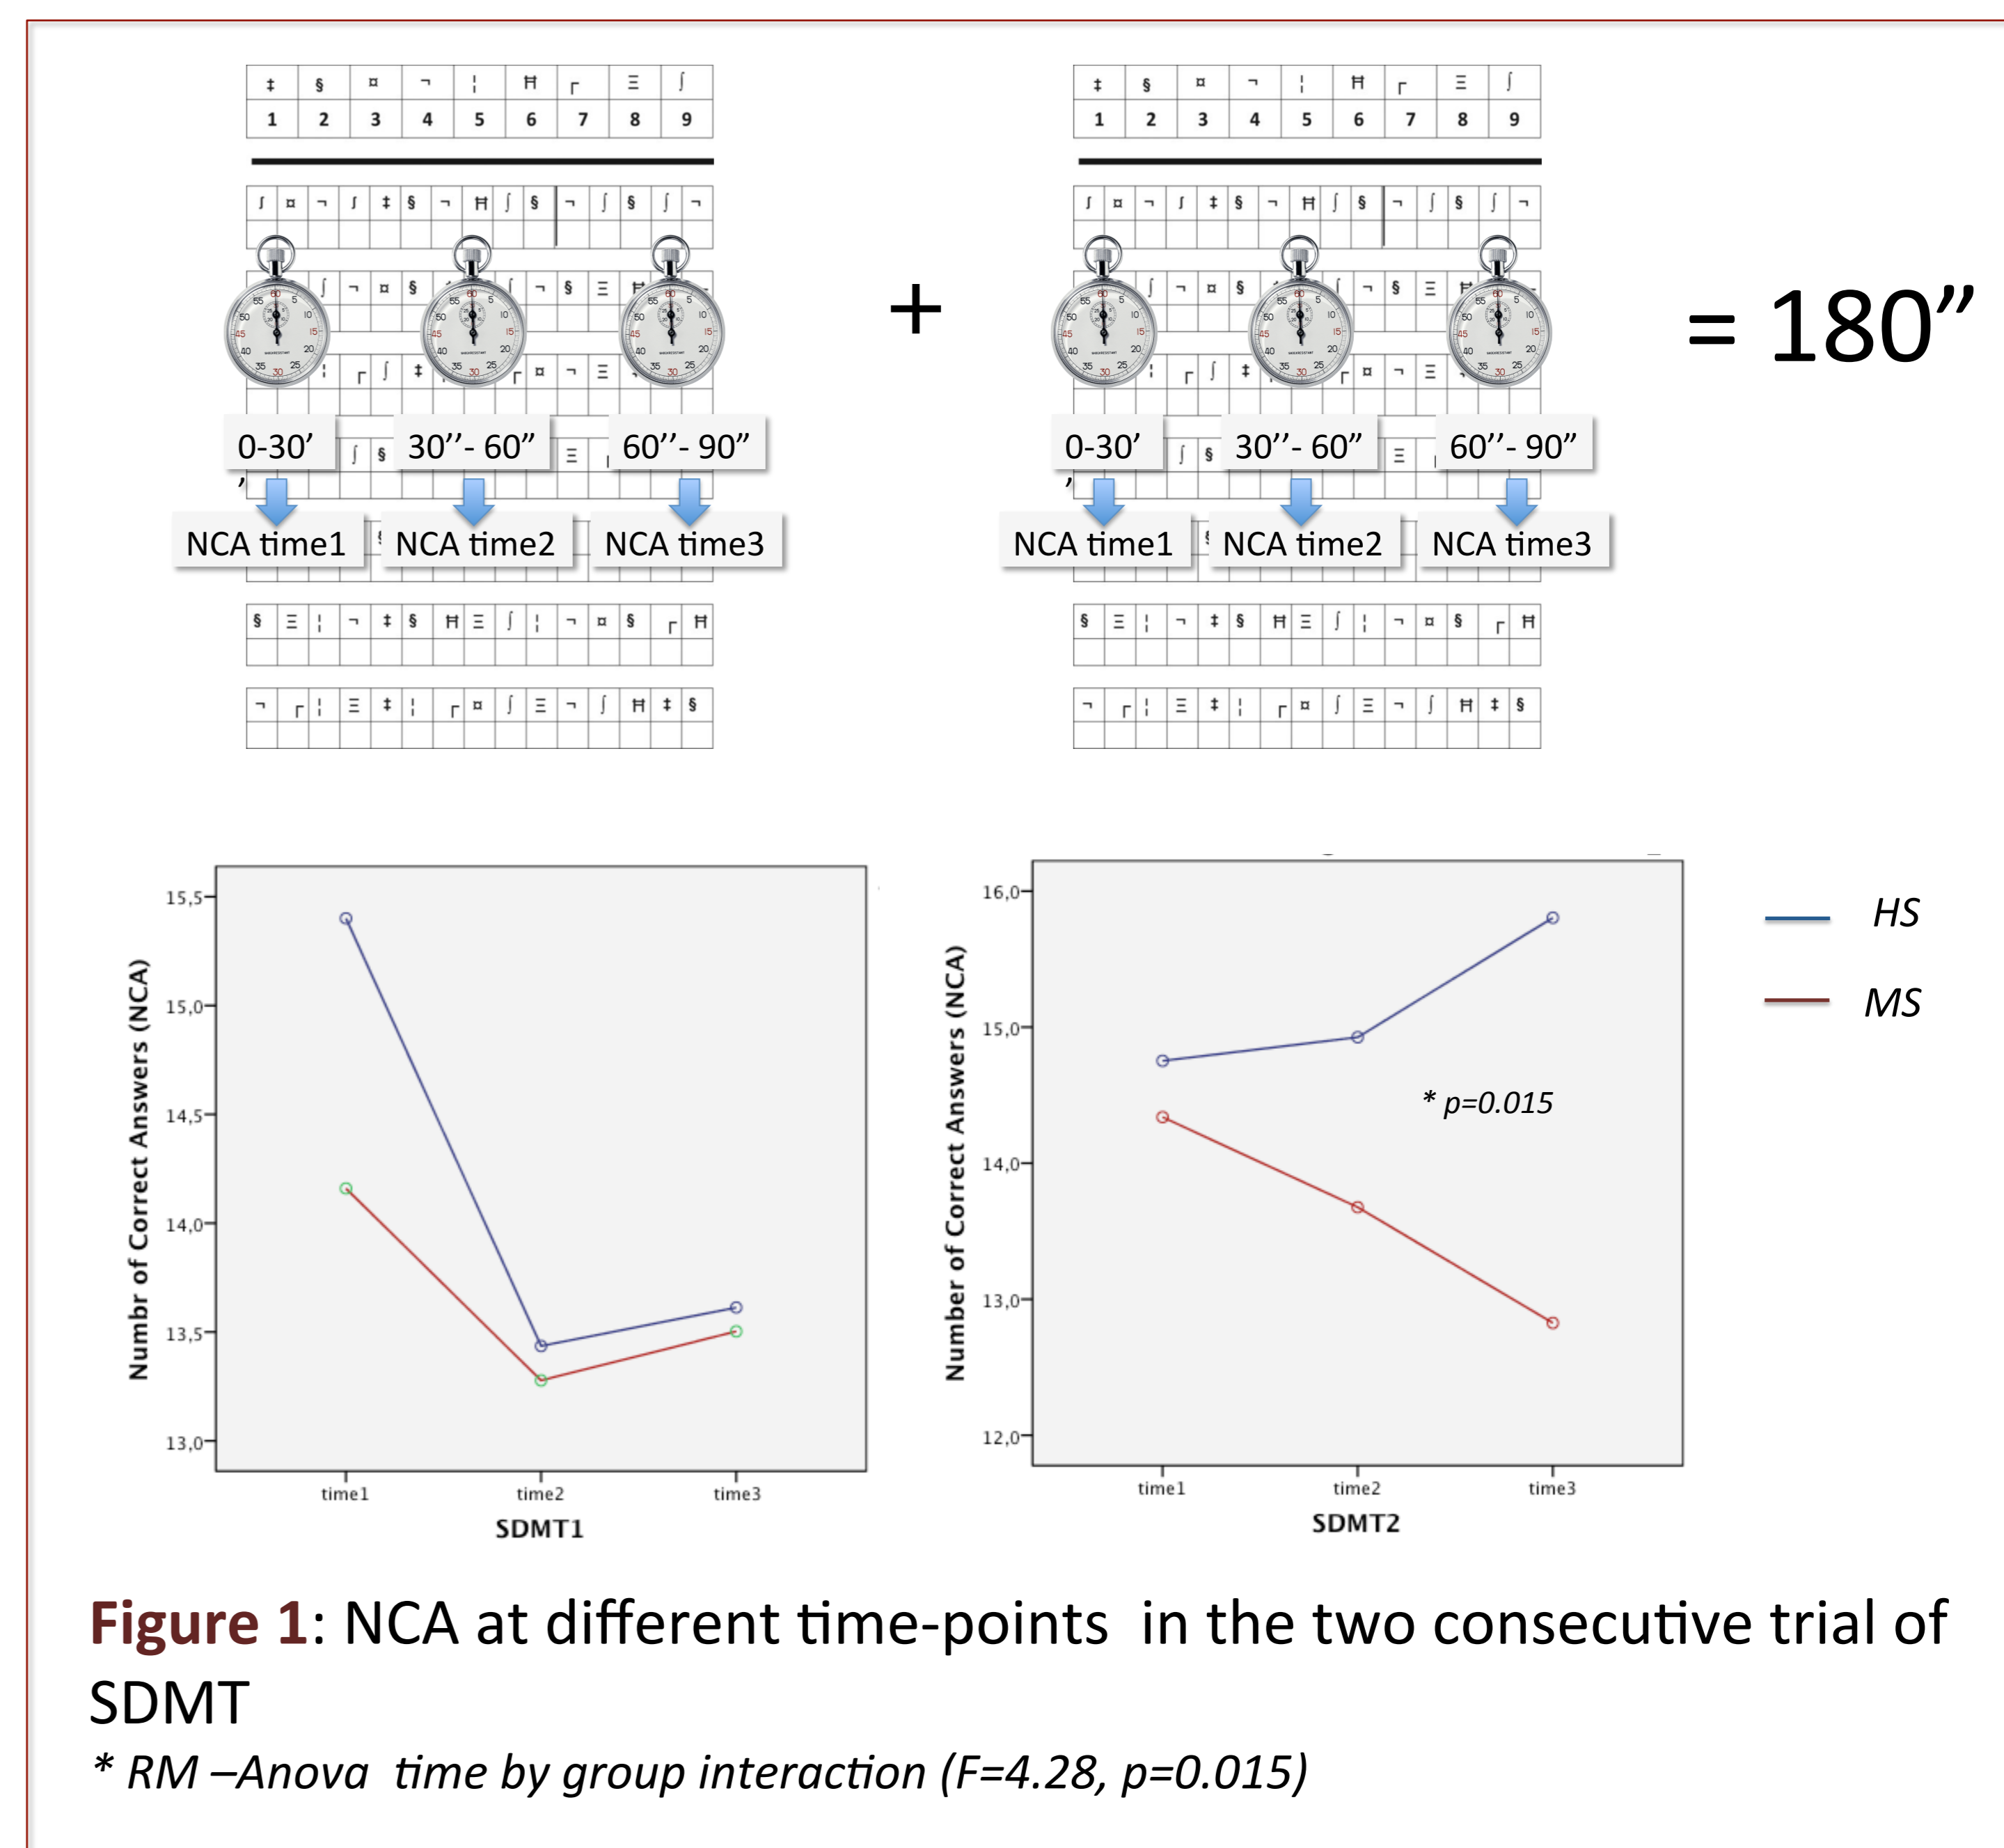 ‡ § ¤ ¬ ¦ Ħ ┌ Ξ ∫
1 2 3 4 5 6 7 8 9
∫ ¤ ¬ ∫ ‡ § ¬ Ħ ∫ § ¬ ∫ § ∫ ¬
0-30’
’
30’’- 60”
60’’- 90”
NCA time1
NCA time2
NCA time3
§ Ξ ¦ ¬ ‡ § Ħ Ξ ∫ ¦ ¬ ¤ § ┌ Ħ
¬ ┌ ¦ Ξ ‡ ¦ ┌ ¤ ∫ Ξ ¬ ∫ Ħ ‡ §
+
‡ § ¤ ¬ ¦ Ħ ┌ Ξ ∫
1 2 3 4 5 6 7 8 9
∫ ¤ ¬ ∫ ‡ § ¬ Ħ ∫ § ¬ ∫ § ∫ ¬
0-30’
’
30’’- 60”
60’’- 90”
NCA time1
NCA time2
NCA time3
§ Ξ ¦ ¬ ‡ § Ħ Ξ ∫ ¦ ¬ ¤ § ┌ Ħ
¬ ┌ ¦ Ξ ‡ ¦ ┌ ¤ ∫ Ξ ¬ ∫ Ħ ‡ §
= 180”
Numbr of Correct Answers (NCA)
15,5
15,0
14,5
14,0
13,5
13,0
time1 time2 time3
SDMT1
Number of Correct Answers (NCA)
16,0
15,0
14,0
13,0
12,0
* p=0.015
time1 time2 time3
SDMT2
HS
MS
Figure 1: NCA at different time-points in the two consecutive trial of
SDMT
* RM –Anova time by group interaction (F=4.28, p=0.015)